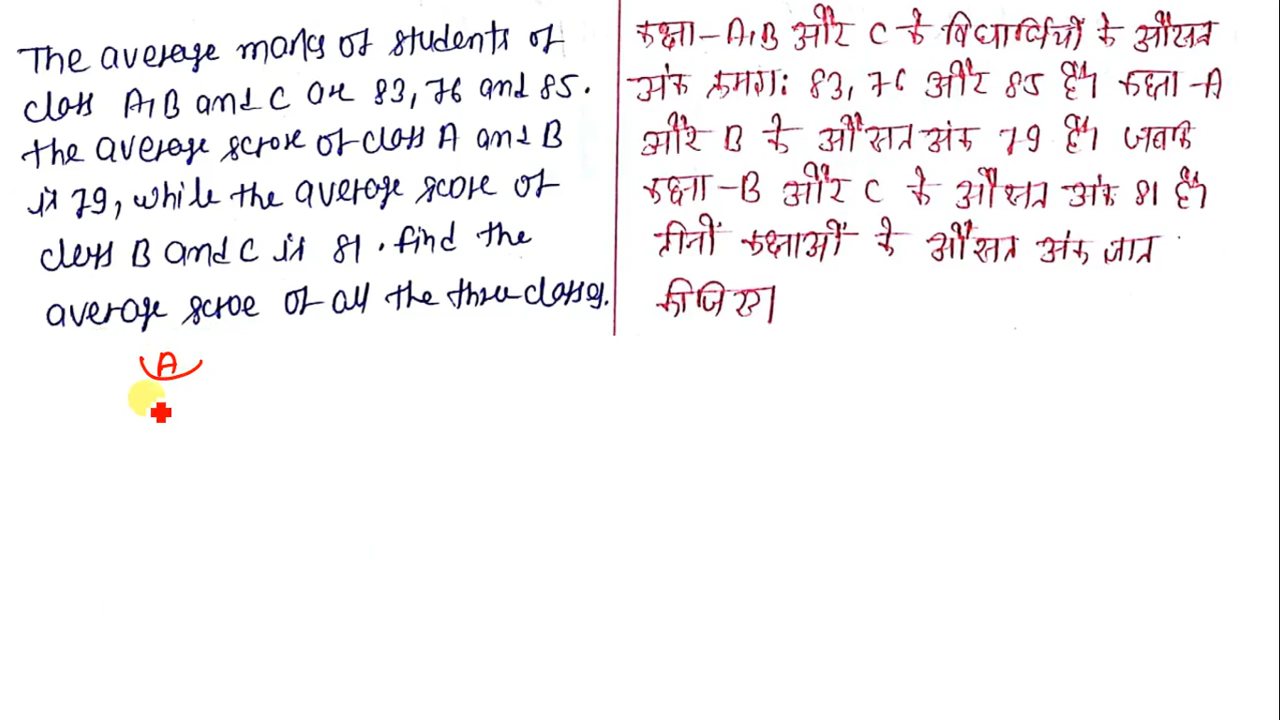 The average marks of students of
class A, B and C are 83, 76 and 85.
the average scrore of class A and B
is 79, while the average score of
class B and C is 81. find the
average scroe of all the three classes.
कक्षा-A, B और C के विद्यार्थियों के औसत
अंक क्रमशः 83, 76 और 85 है। कक्षा-A
और B के औसत अंक 79 है। जबकि
कक्षा-B और C के औसत अंक 81 है
तीनों कक्षाओं के औसत अंक ज्ञात
कीजिए।
A